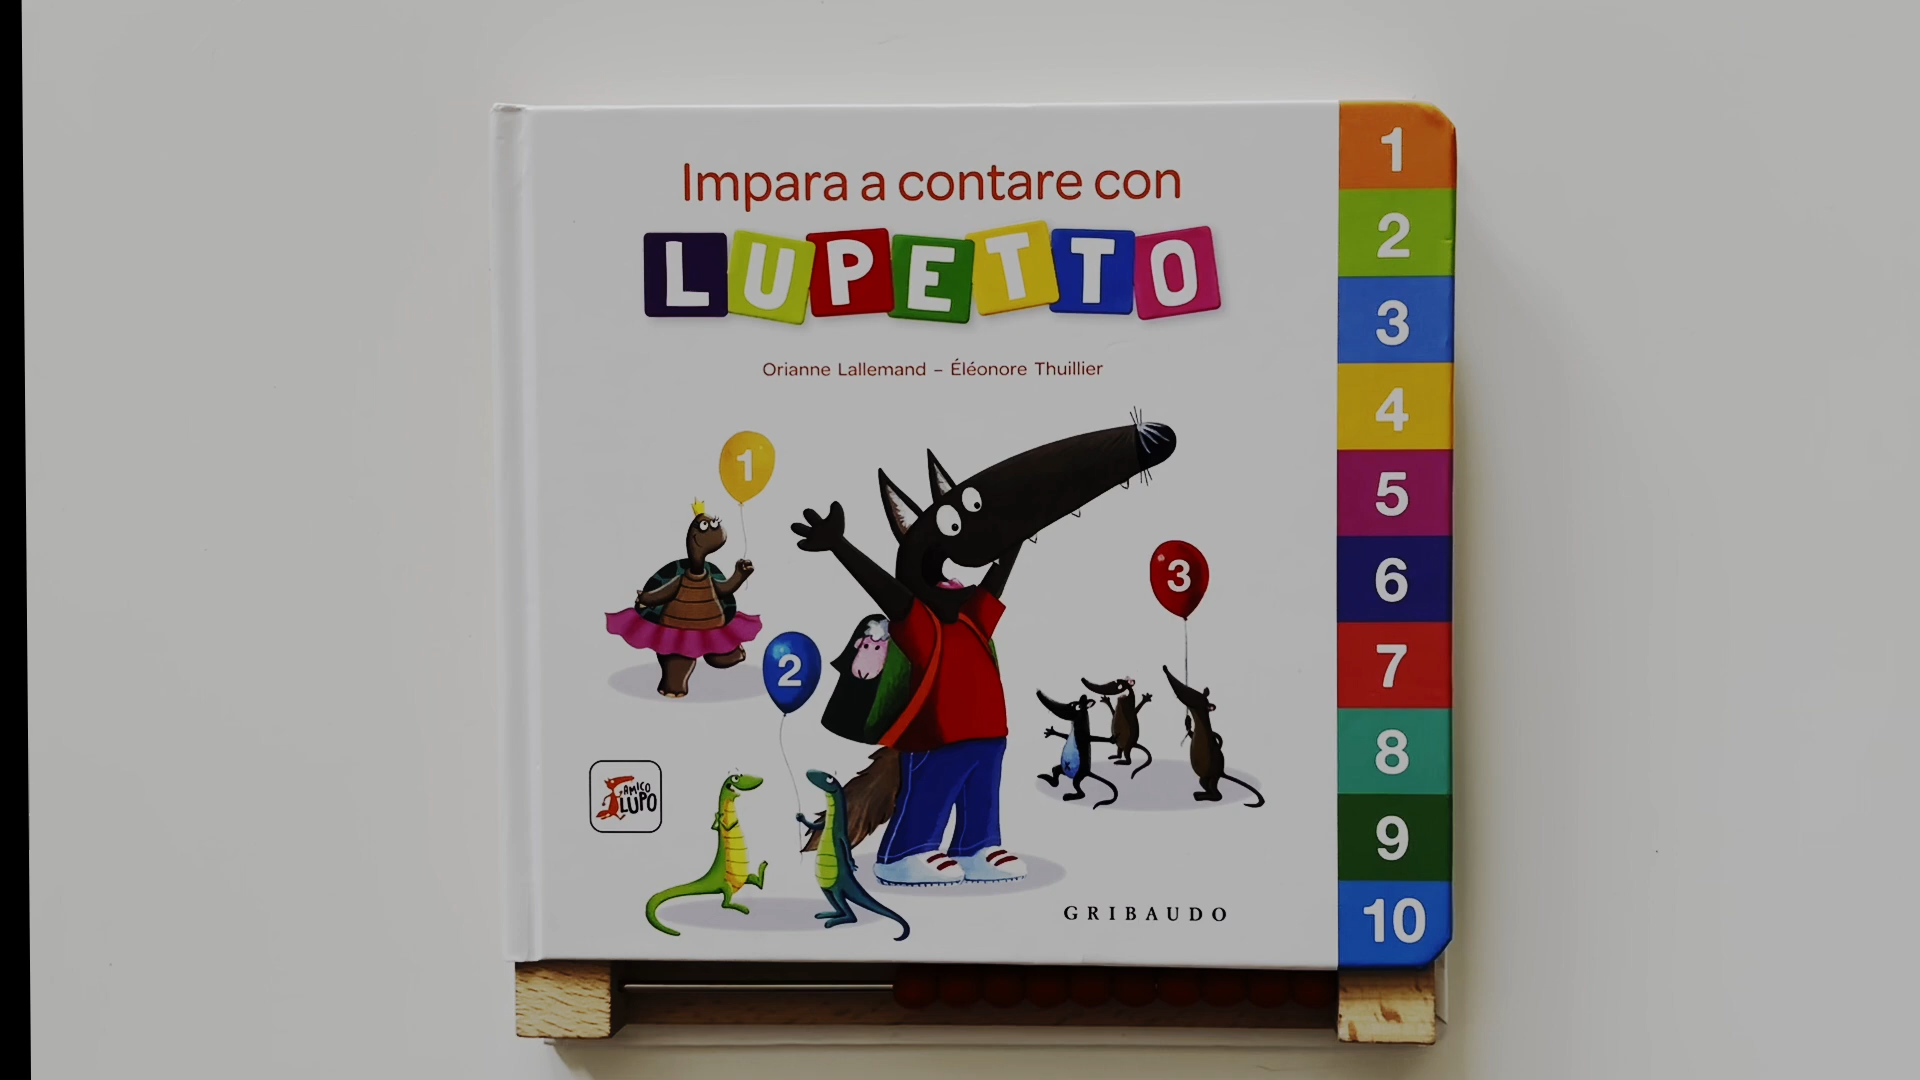 Impara a contare con
LUPETTO
Orianne Lallemand – Éléonore Thuillier
1
2
3
AMICO
LUPO
GRIBAUDO
1
2
3
4
5
6
7
8
9
10